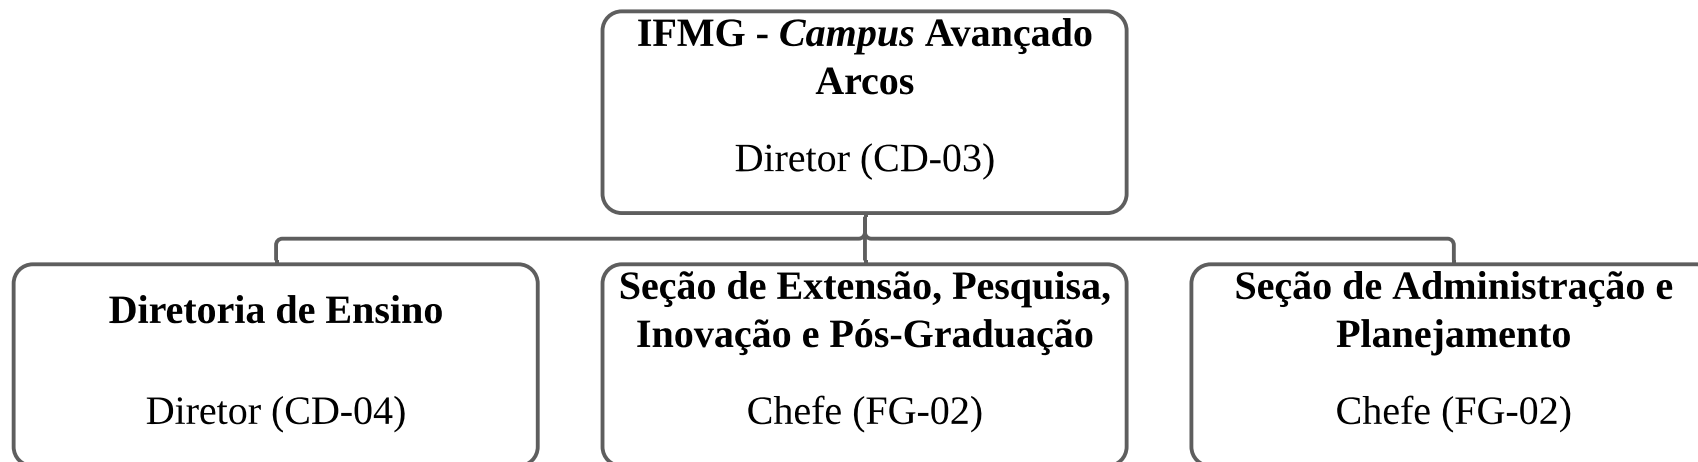 IFMG - Campus Avançado
Arcos
Diretor (CD-03)
Diretoria de Ensino
Diretor (CD-04)
Seção de Extensão, Pesquisa,
Inovação e Pós-Graduação
Chefe (FG-02)
Seção de Administração e
Planejamento
Chefe (FG-02)